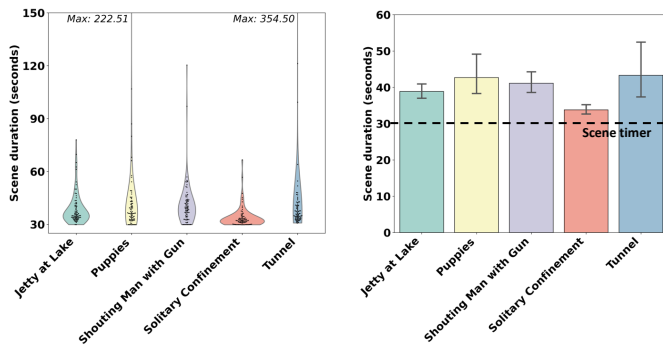 Max: 222.51
Max: 354.50
Scene duration (seconds)
150
120
90
60
30
Jetty at Lake
Puppies
Shouting Man with Gun
Solitary Confinement
Tunnel
Scene duration (seconds)
60
50
40
30
20
10
0
Scene timer
Jetty at Lake
Puppies
Shouting Man with Gun
Solitary Confinement
Tunnel